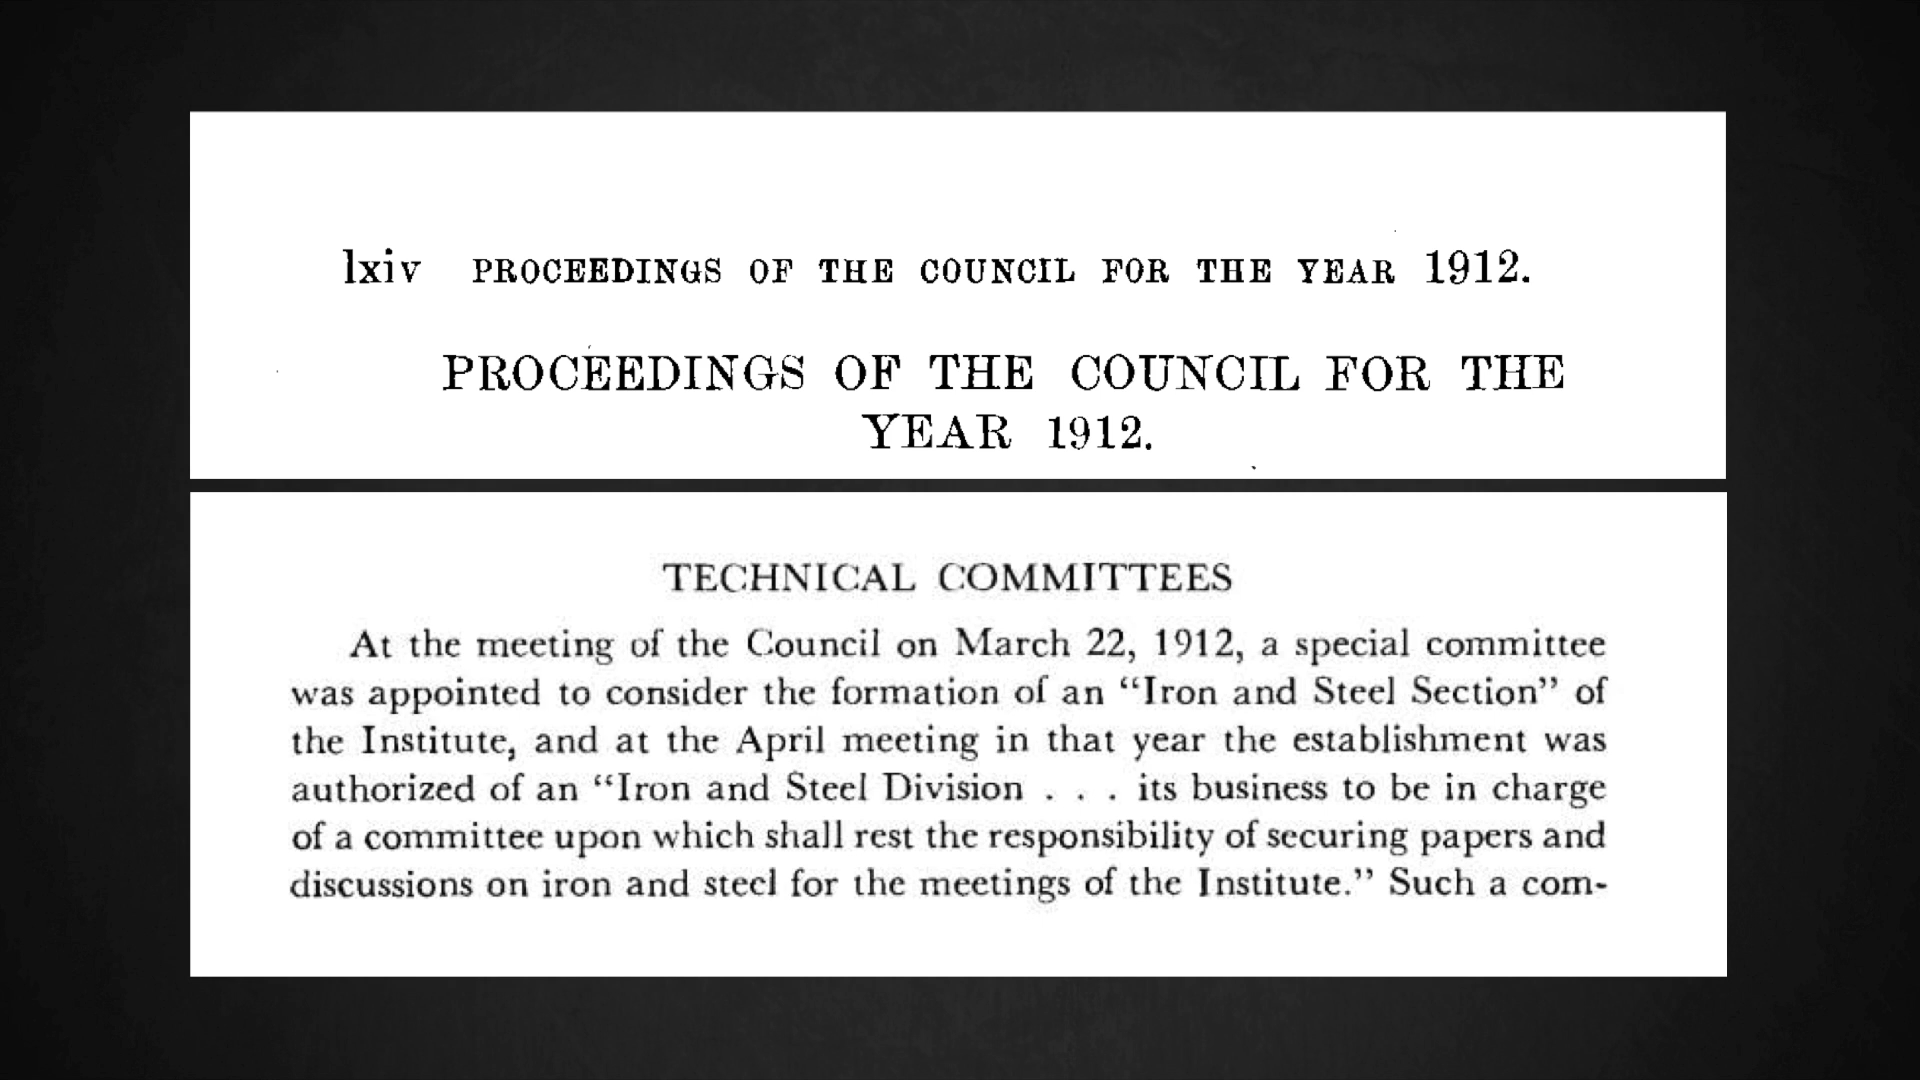 lxiv PROCEEDINGS OF THE COUNCIL FOR THE YEAR 1912.
PROCEEDINGS OF THE COUNCIL FOR THE
YEAR 1912.
TECHNICAL COMMITTEES
At the meeting of the Council on March 22, 1912, a special committee
was appointed to consider the formation of an “Iron and Steel Section” of
the Institute, and at the April meeting in that year the establishment was
authorized of an “Iron and Steel Division . . . its business to be in charge
of a committee upon which shall rest the responsibility of securing papers and
discussions on iron and steel for the meetings of the Institute.” Such a com-